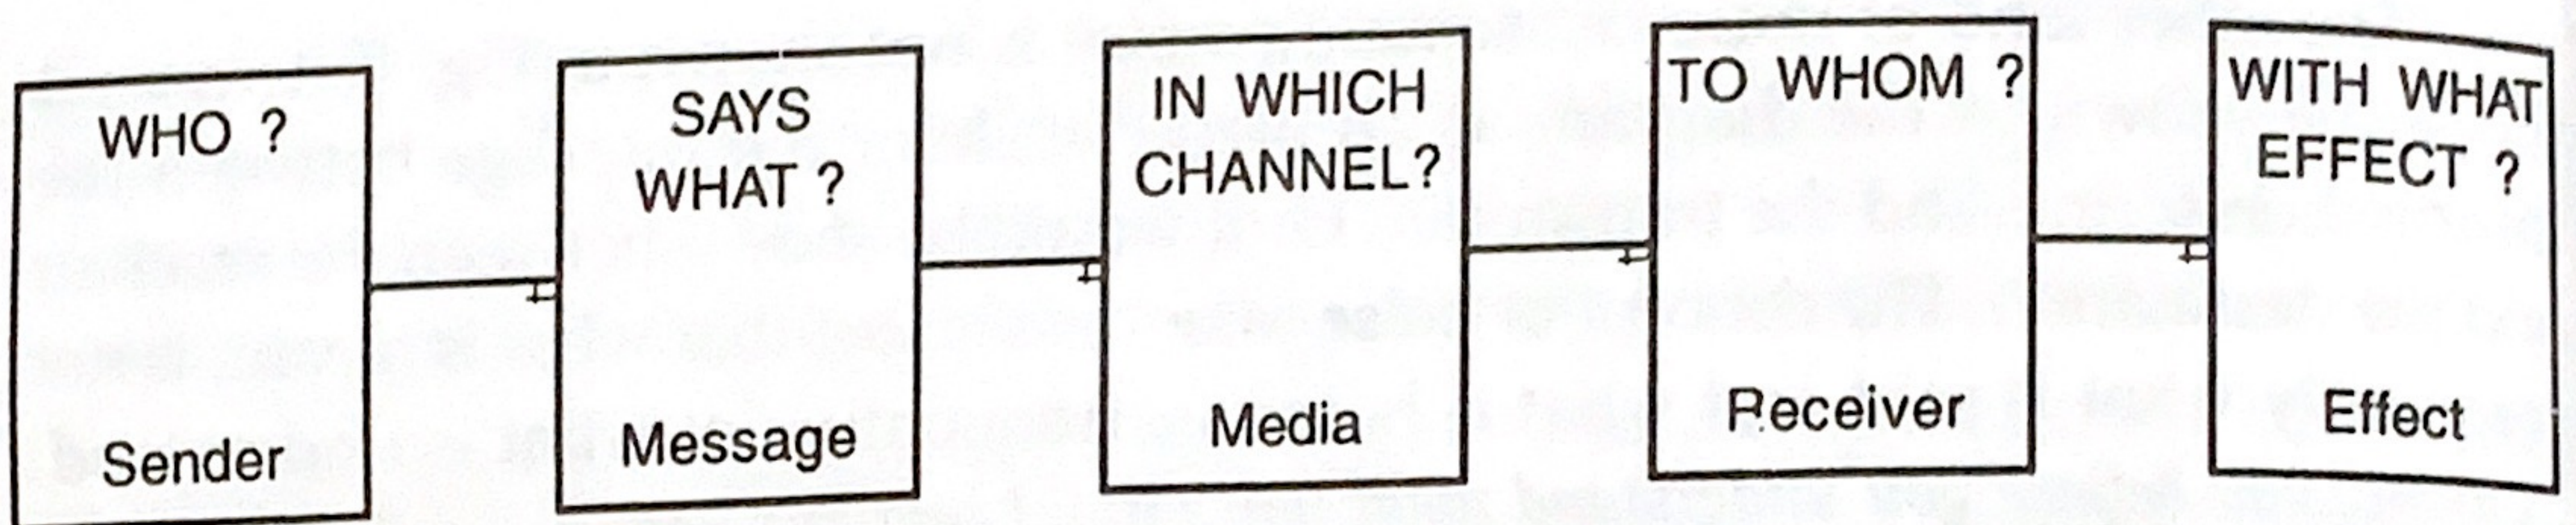 WHO ?
Sender
SAYS
WHAT ?
Message
IN WHICH
CHANNEL?
Media
TO WHOM ?
Receiver
WITH WHAT
EFFECT ?
Effect